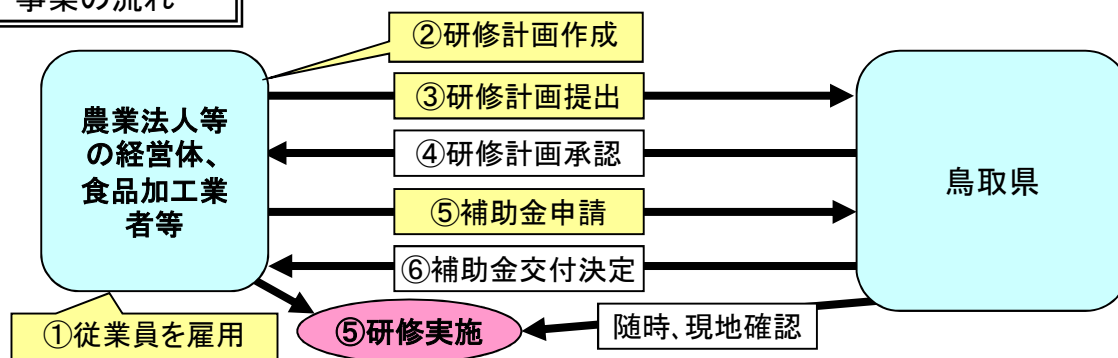 事業の流れ
②研修計画作成
③研修計画提出
農業法人等
の経営体、
食品加工業
者等
④研修計画承認
鳥取県
⑤補助金申請
⑥補助金交付決定
①従業員を雇用
⑤研修実施
随時、現地確認